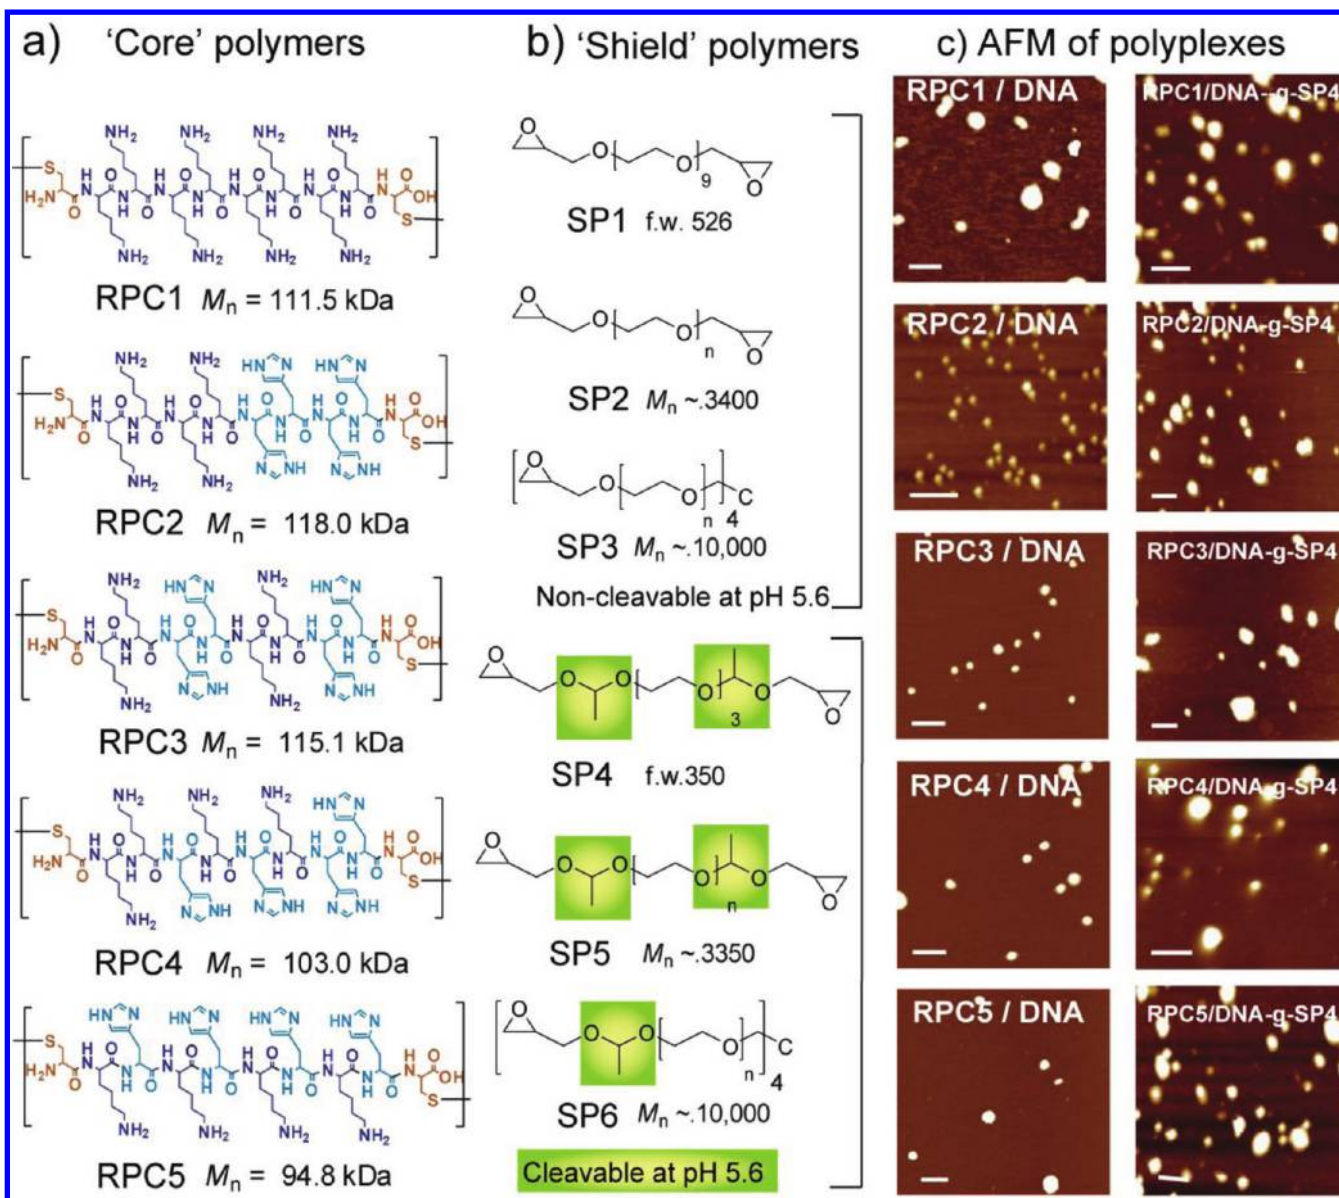 a) 'Core' polymers
RPC1 Mn = 111.5 kDa
RPC2 Mn = 118.0 kDa
RPC3 Mn = 115.1 kDa
RPC4 Mn = 103.0 kDa
RPC5 Mn = 94.8 kDa
b) 'Shield' polymers
9
SP1 f.w. 526
n
SP2 Mn ~.3400
n 4 C
SP3 Mn ~.10,000
Non-cleavable at pH 5.6
3
SP4 f.w.350
n
SP5 Mn ~.3350
n 4 C
SP6 Mn ~.10,000
Cleavable at pH 5.6
c) AFM of polyplexes
RPC1 / DNA
RPC1/DNA--g-SP4
RPC2 / DNA
RPC2/DNA-g-SP4
RPC3 / DNA
RPC3/DNA-g-SP4
RPC4 / DNA
RPC4/DNA-g-SP4
RPC5 / DNA
RPC5/DNA-g-SP4